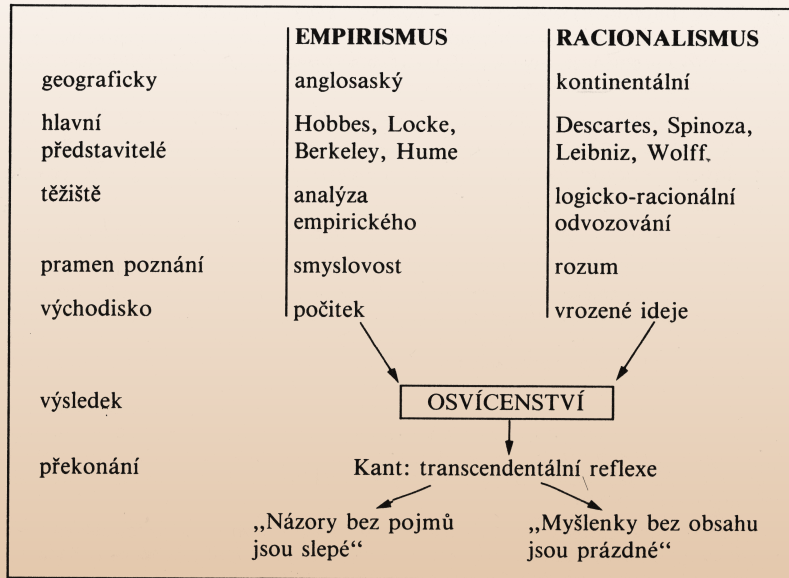 EMPIRISMUS RACIONALISMUS
geograficky anglosaský kontinentální
hlavní Hobbes, Locke, Descartes, Spinoza,
představitelé Berkeley, Hume Leibniz, Wolff
těžiště analýza logicko-racionální
empirického odvozování
pramen poznání smyslovost rozum
východisko počitek vrozené ideje
výsledek OSVÍCENSTVÍ
překonání Kant: transcendentální reflexe
„Názory bez pojmů „Myšlenky bez obsahu
jsou slepé“ jsou prázdné“